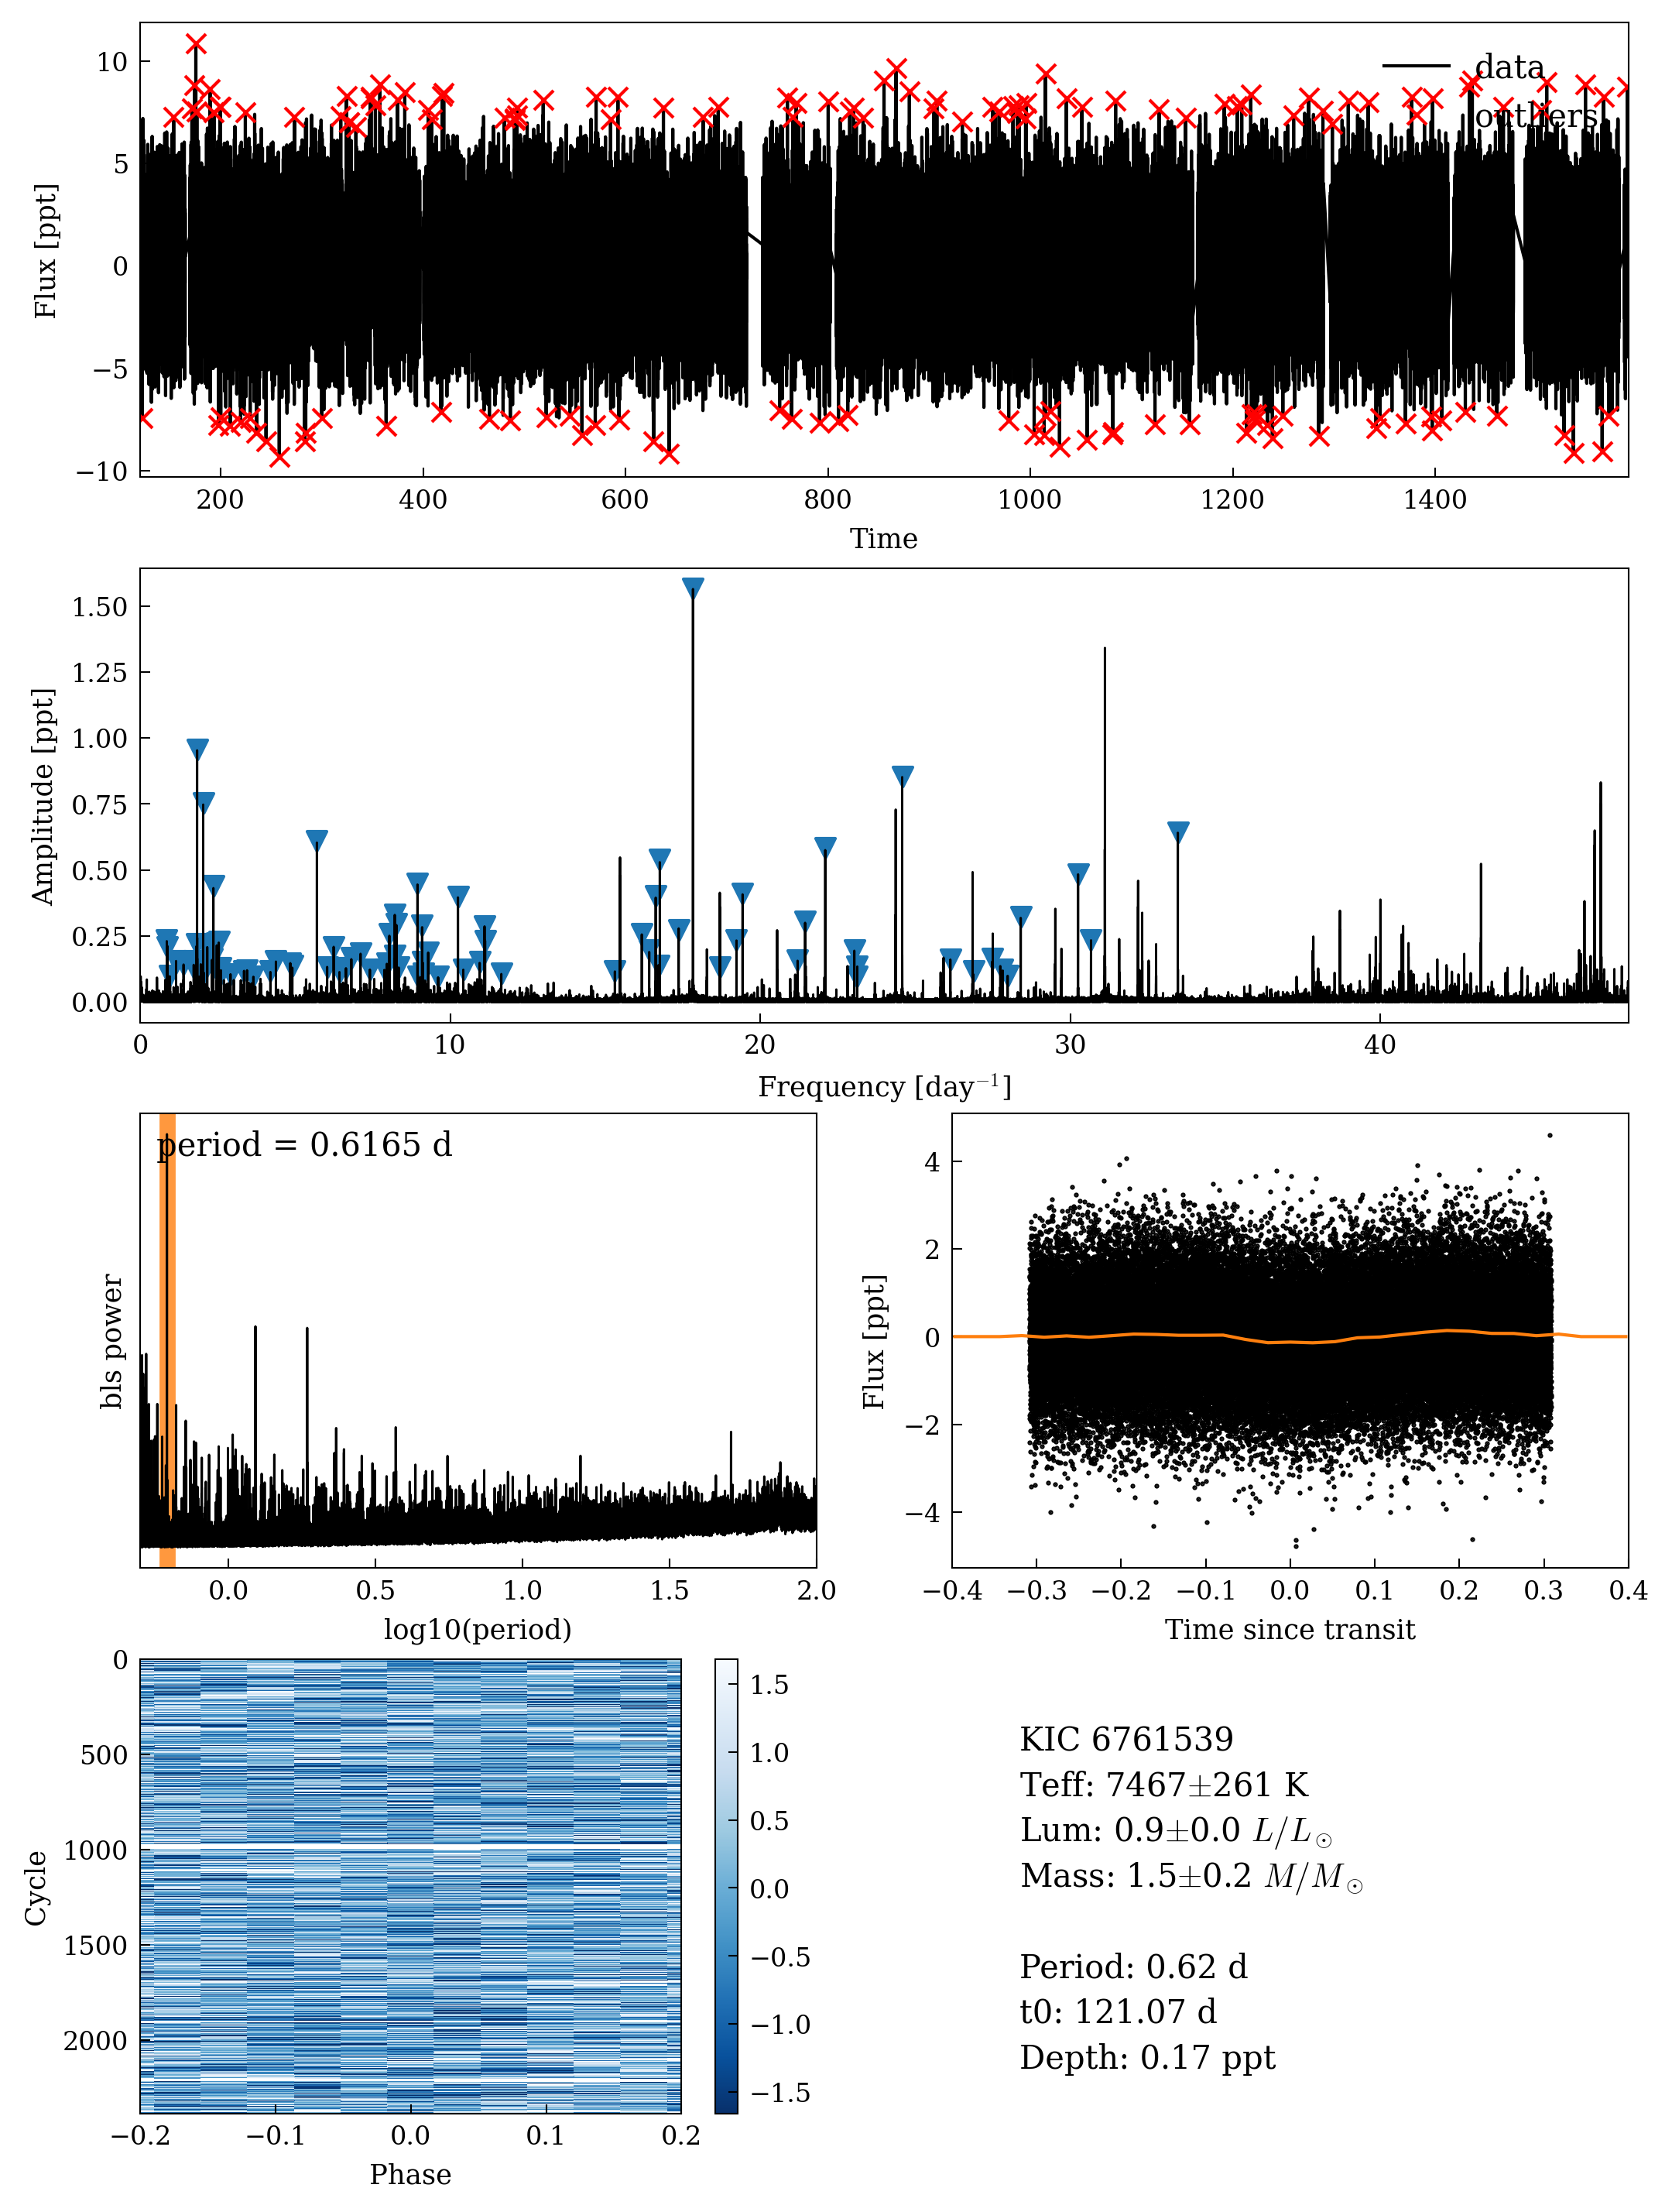 10
5
0
−5
−10
Flux [ppt]
data
outliers
200 400 600 800 1000 1200 1400
Time
1.50
1.25
1.00
0.75
0.50
0.25
0.00
Amplitude [ppt]
0 10 20 30 40
Frequency [day⁻¹]
period = 0.6165 d
bls power
0.0 0.5 1.0 1.5 2.0
log10(period)
4
2
0
−2
−4
Flux [ppt]
−0.4 −0.3 −0.2 −0.1 0.0 0.1 0.2 0.3 0.4
Time since transit
0
500
1000
1500
2000
Cycle
−0.2 −0.1 0.0 0.1 0.2
Phase
1.5
1.0
0.5
0.0
−0.5
−1.0
−1.5
KIC 6761539
Teff: 7467±261 K
Lum: 0.9±0.0 L/L⊙
Mass: 1.5±0.2 M/M⊙
Period: 0.62 d
t0: 121.07 d
Depth: 0.17 ppt